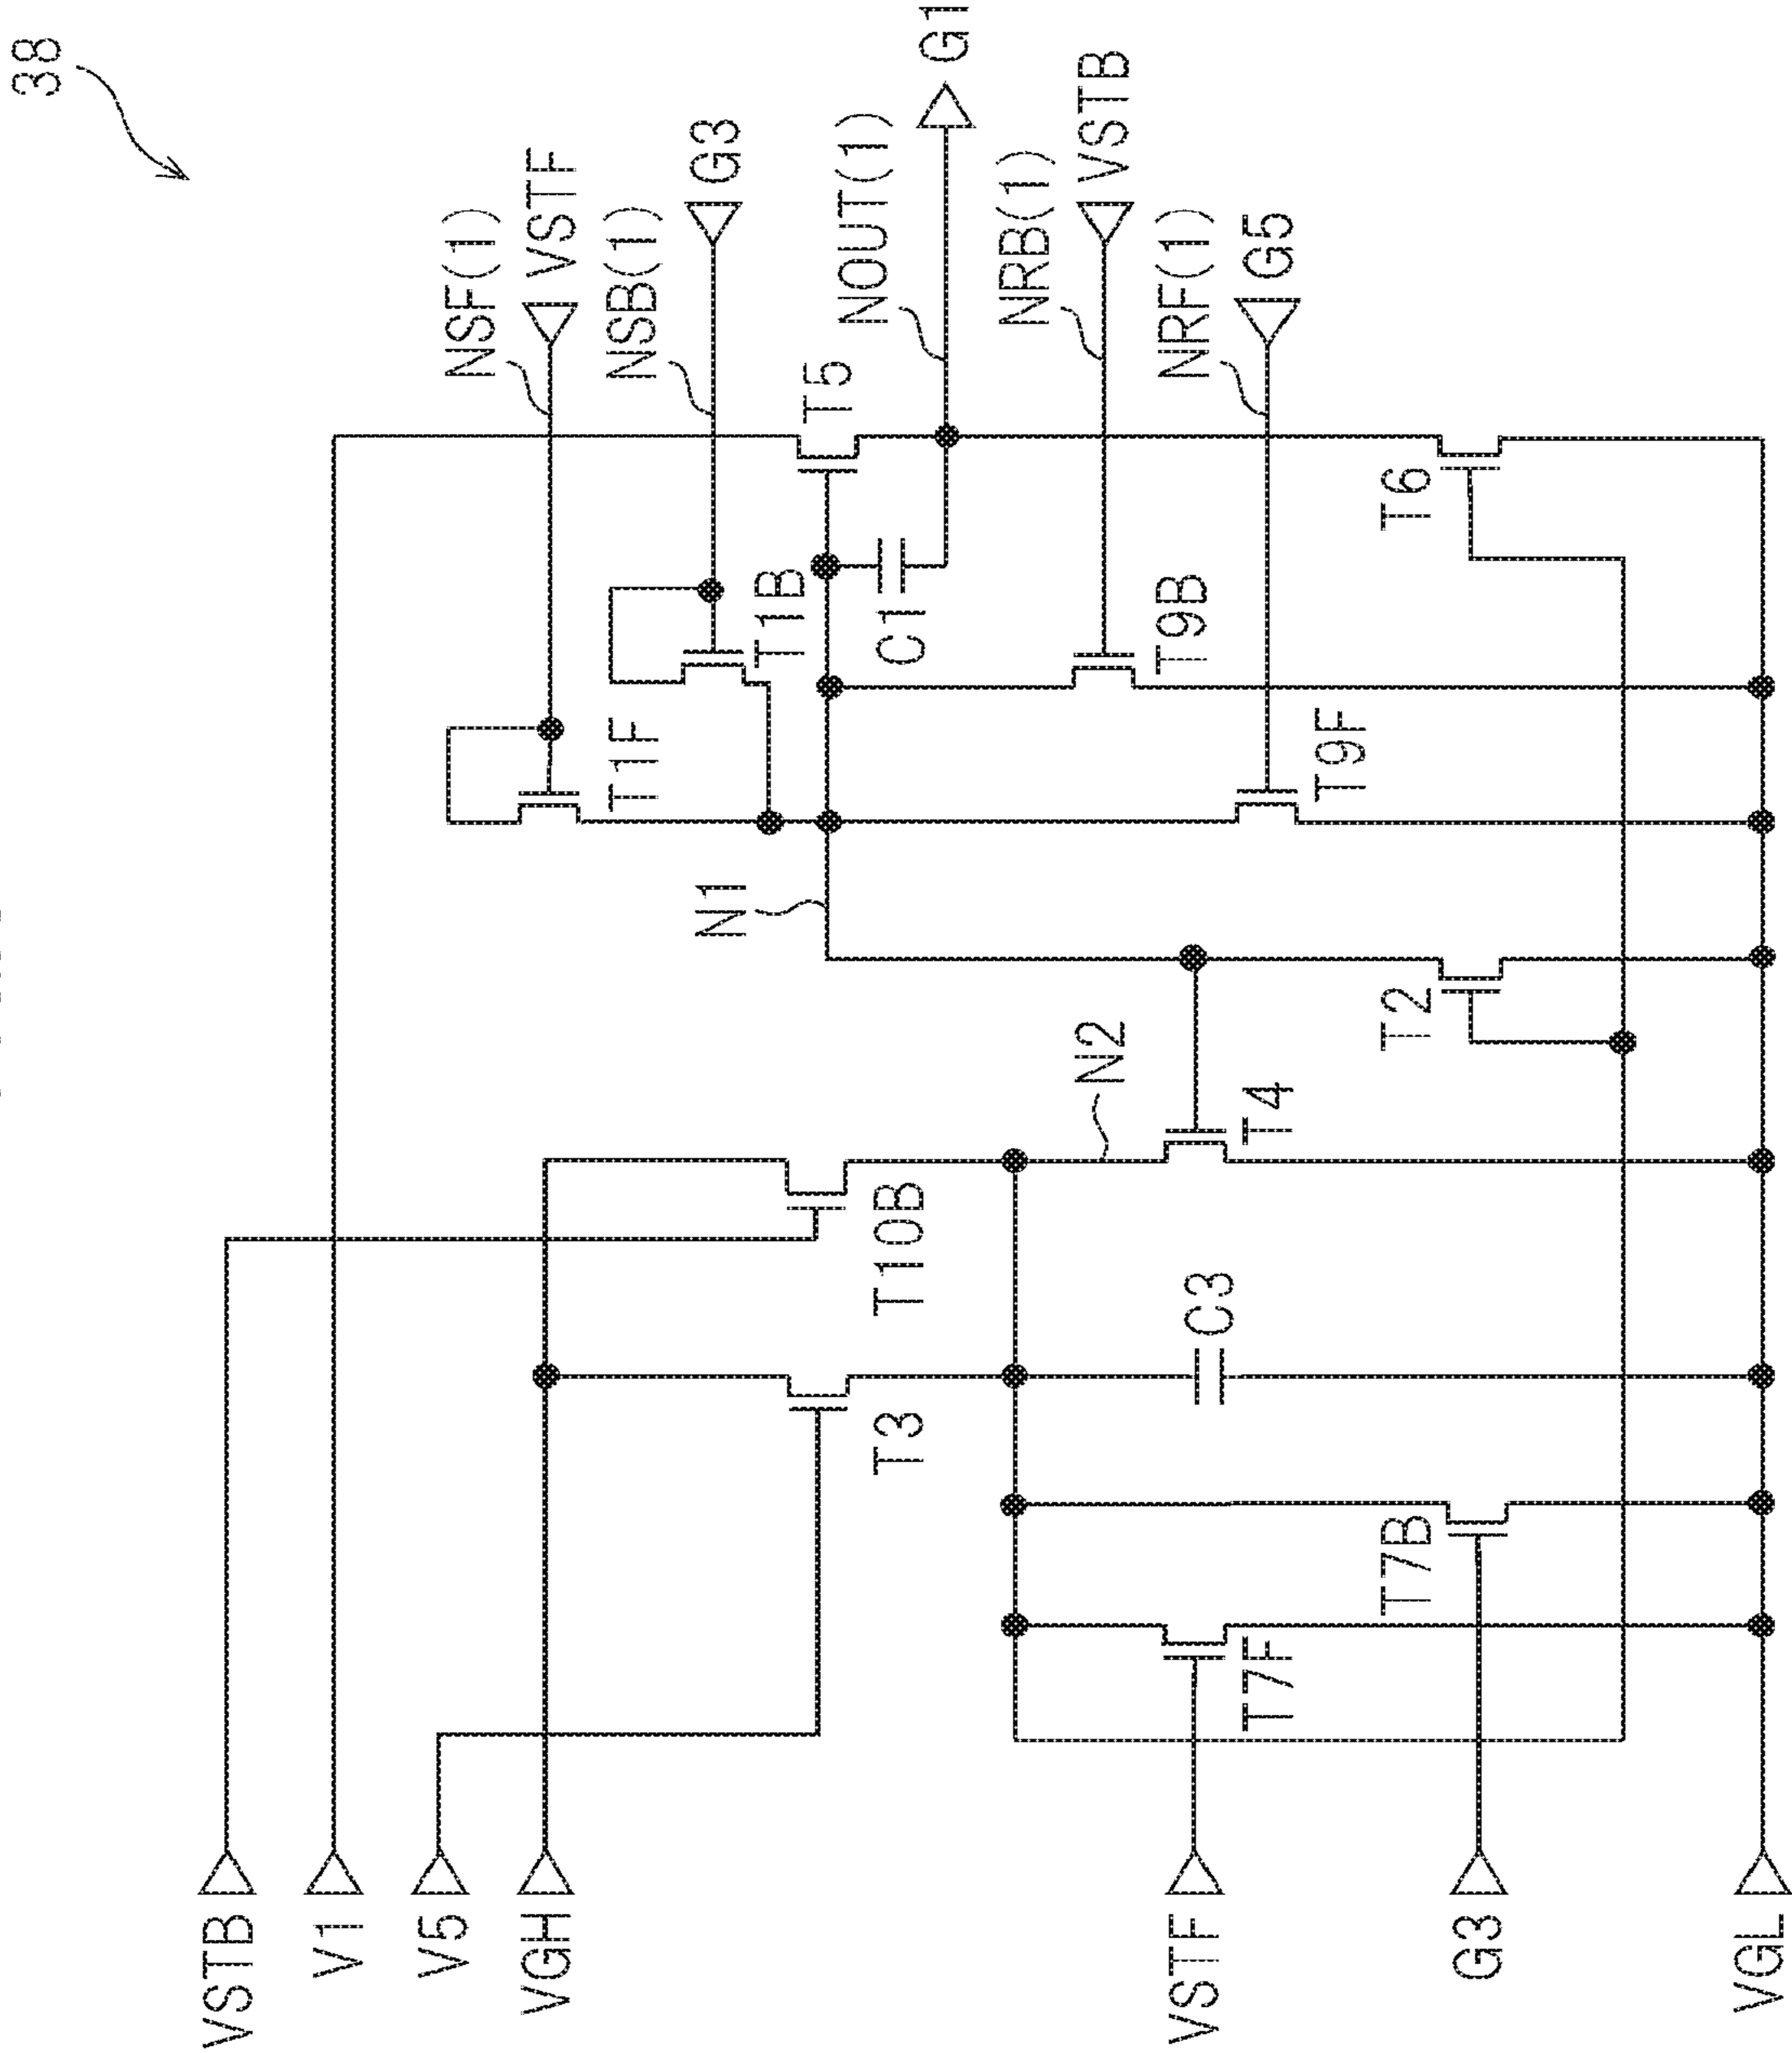 38
NSF(1)
VSTF
NSB(1)
G3
NOUT(1)
G1
NRB(1)
VSTB
NRF(1)
G5
T5
T1F
T1B
C1
T9B
T9F
T6
N1
N2
T2
T4
T10B
T3
C3
T7B
T7F
VSTB
V1
V5
VGH
VSTF
G3
VGL